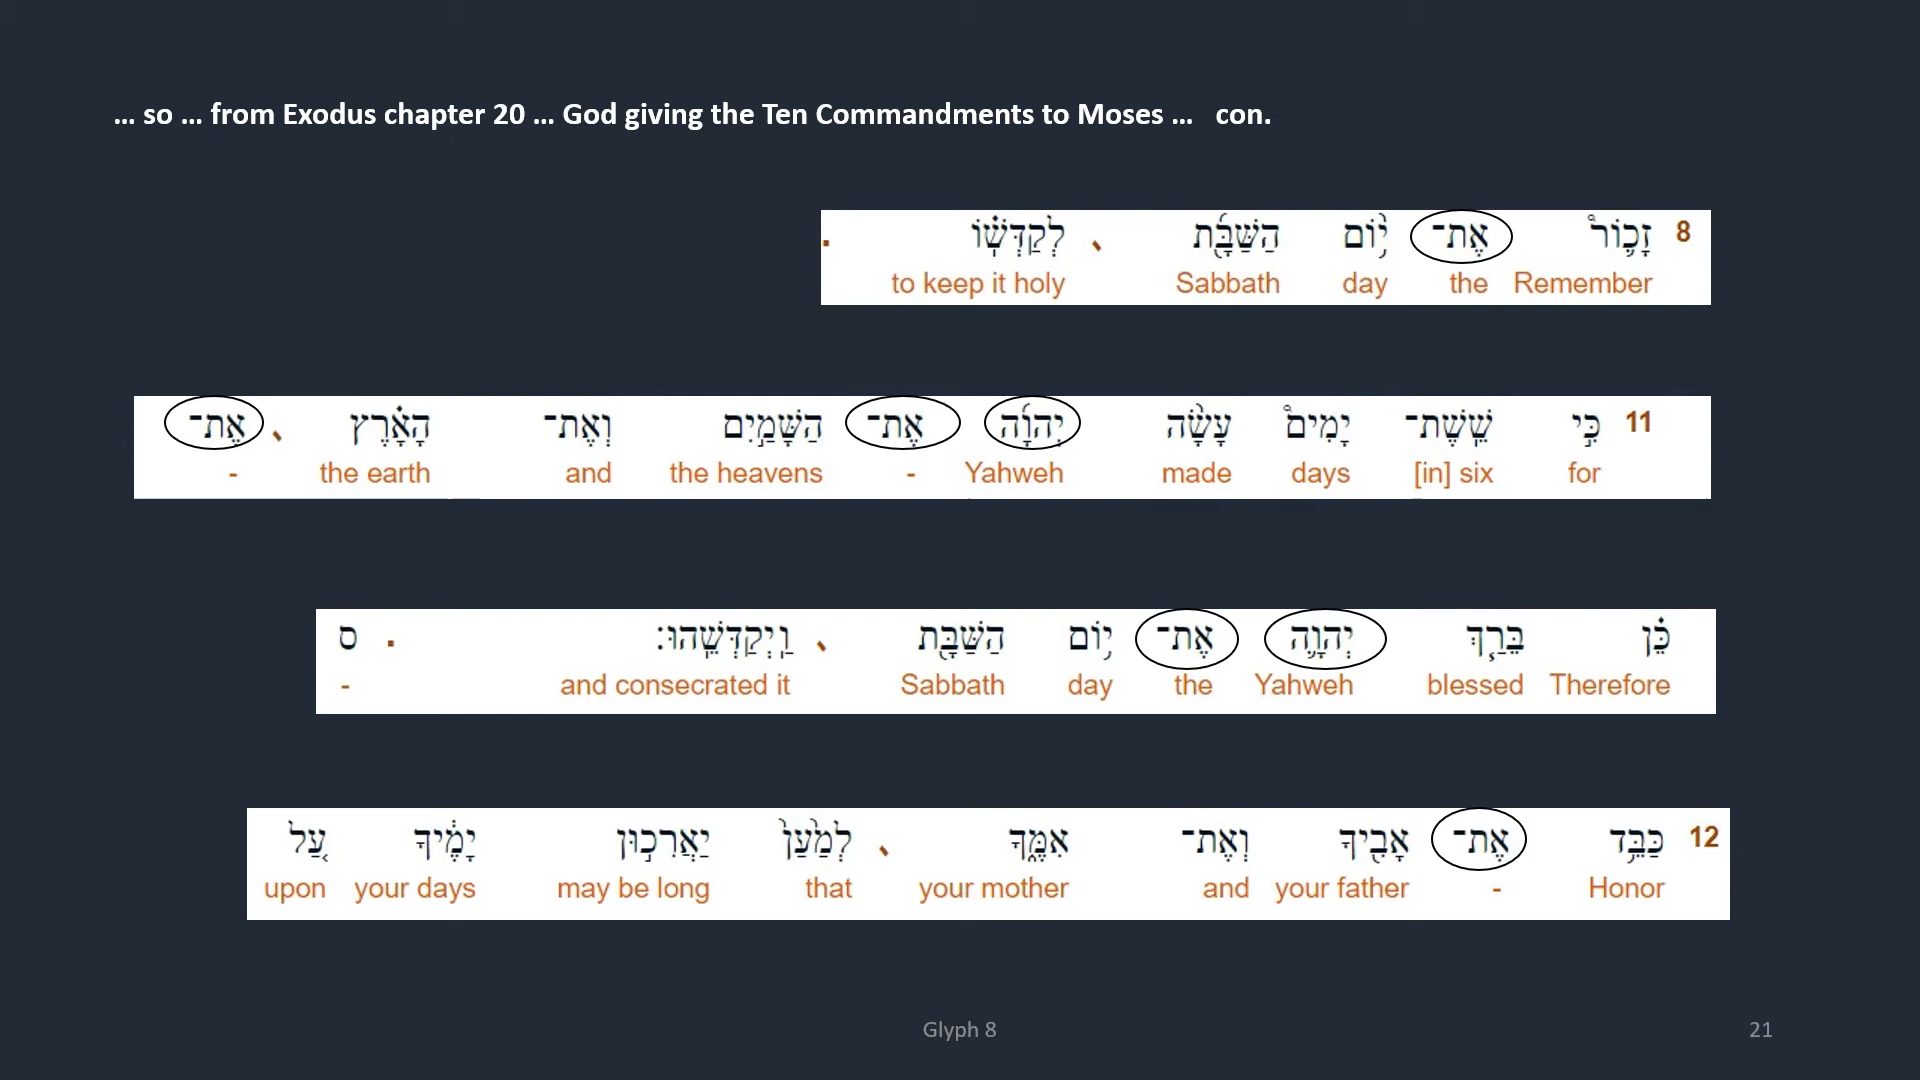 … so … from Exodus chapter 20 … God giving the Ten Commandments to Moses … con.
8 זָכ֛וֹר֩ אֶת־ י֥֨וֹם הַשַּׁבָּ֖֜ת לְקַדְּשֽׁ֗וֹ
Remember the day Sabbath to keep it holy
11 כִּ֣י שֵֽׁשֶׁת־ יָמִים֩ עָשָׂ֨ה יְהוָ֜ה אֶת־ הַשָּׁמַ֣יִם וְאֶת־ הָאָ֗רֶץ אֶת־
for [in] six days made Yahweh - the heavens and the earth -
כֵּ֗ן בֵּרַ֧ךְ יְהוָ֛ה אֶת־ י֥וֹם הַשַּׁבָּ֖ת וַֽיְקַדְּשֵֽׁהוּ׃ ס
Therefore blessed Yahweh the day Sabbath and consecrated it -
12 כַּבֵּ֥ד אֶת־ אָבִ֖יךָ וְאֶת־ אִמֶּ֑ךָ לְמַ֙עַן֙ יַאֲרִכ֣וּן יָמֶ֔יךָ עַ֚ל
Honor - your father and your mother that may be long your days upon
Glyph 8
21